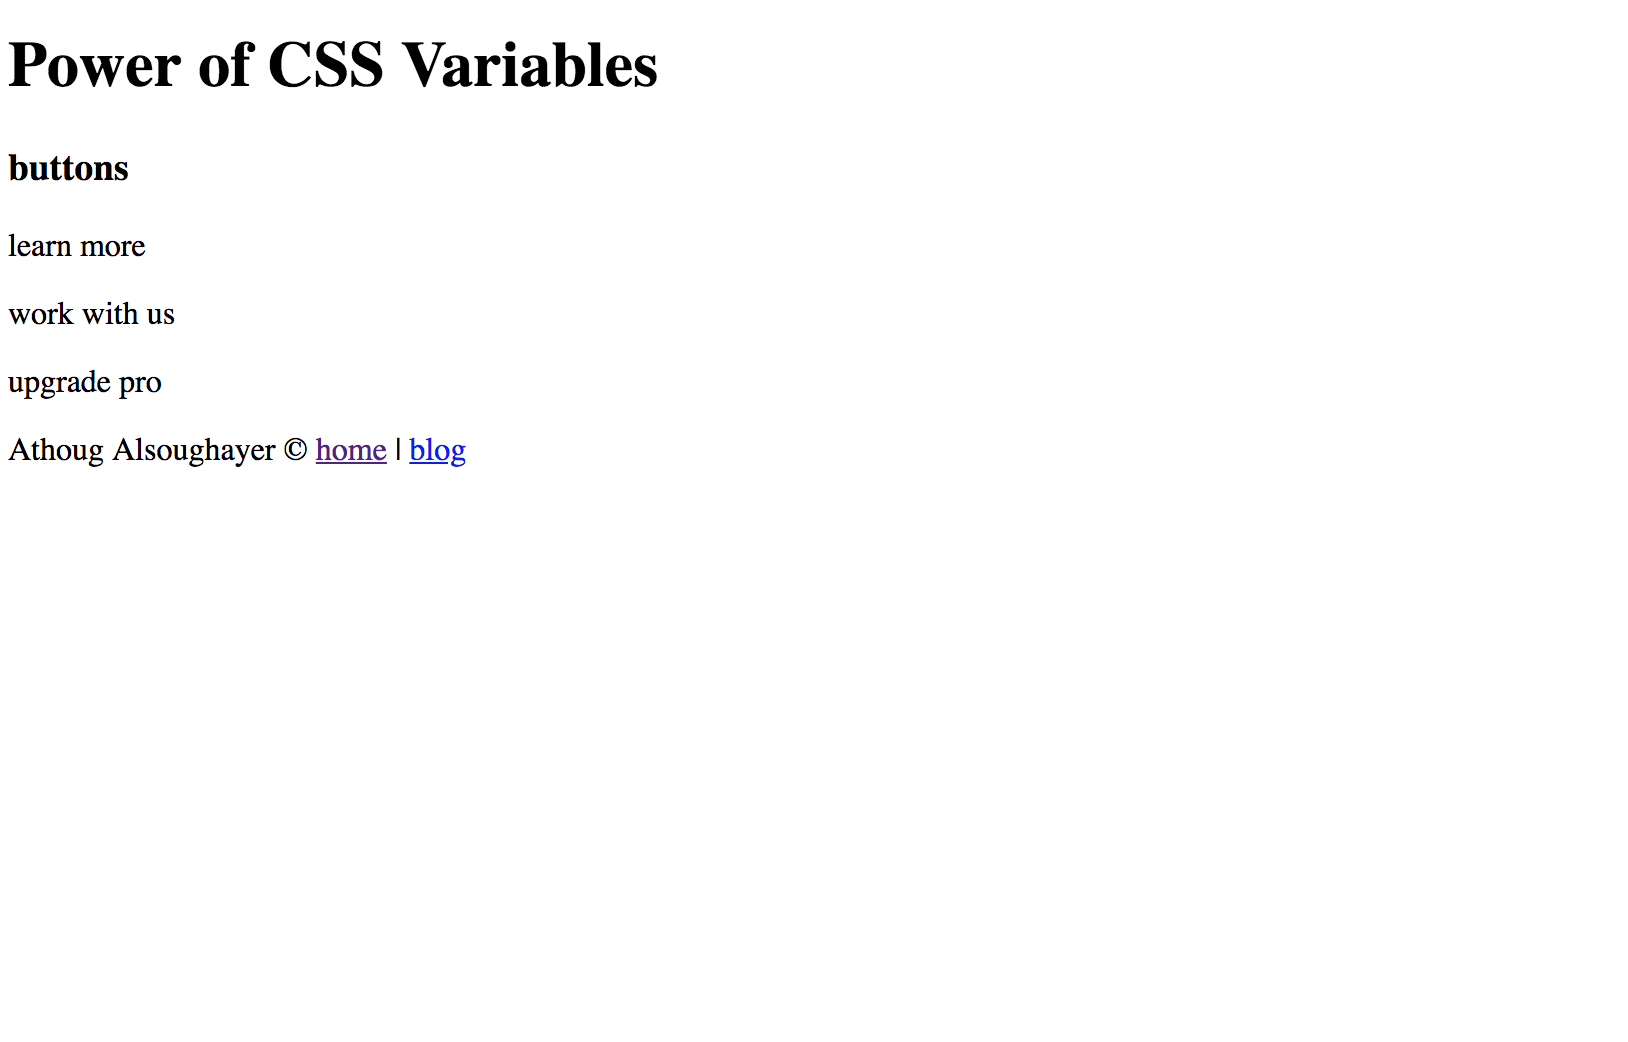 Power of CSS Variables
buttons
learn more
work with us
upgrade pro
Athoug Alsoughayer © home | blog